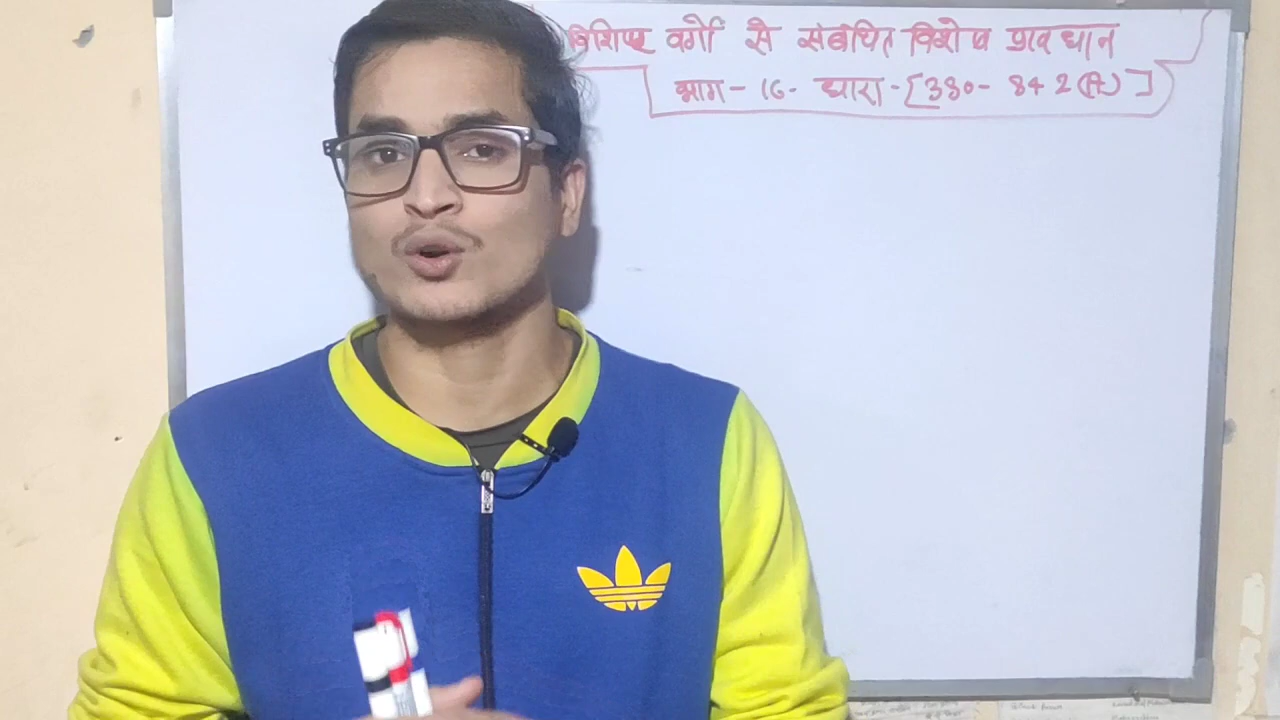 विशिष्ट वर्गो से संबंधित विशेष प्रावधान
भाग - 16 - धारा - [330 - 342 (क)]